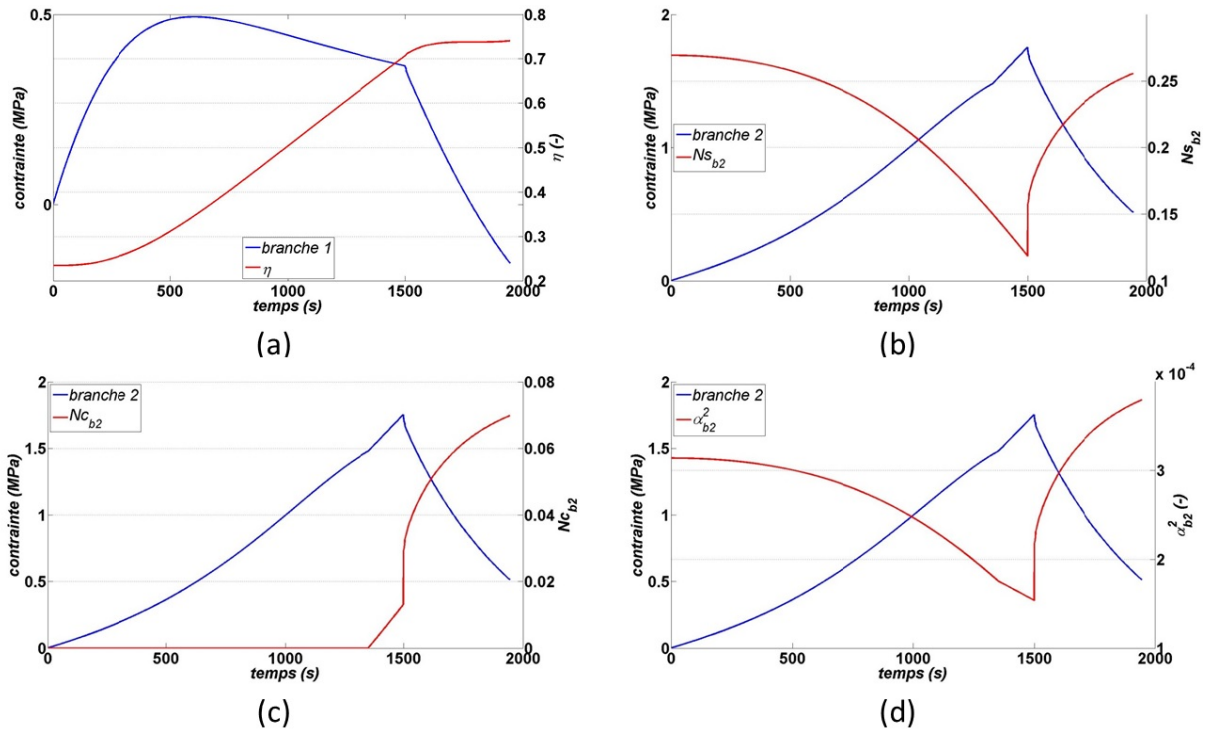 0.5
0
contrainte (MPa)
0.8
0.7
0.6
0.5
0.4
0.3
0.2
η (-)
branche 1
η
0 500 1000 1500 2000
temps (s)
(a)
2
1
0
contrainte (MPa)
0.25
0.2
0.15
0.1
Ns_b2
branche 2
Ns_b2
0 500 1000 1500 2000
temps (s)
(b)
2
1.5
1
0.5
0
contrainte (MPa)
0.08
0.06
0.04
0.02
0
Nc_b2
branche 2
Nc_b2
0 500 1000 1500 2000
temps (s)
(c)
2
1.5
1
0.5
0
contrainte (MPa)
x 10⁻⁴
3
2
1
α²_b2 (-)
branche 2
α²_b2
0 500 1000 1500 2000
temps (s)
(d)